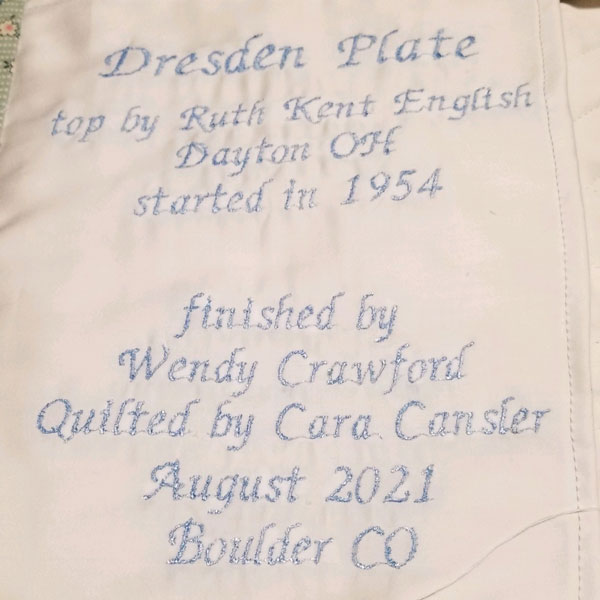 Dresden Plate
top by Ruth Kent English
Dayton OH
started in 1954
finished by
Wendy Crawford
Quilted by Cara Cansler
August 2021
Boulder CO